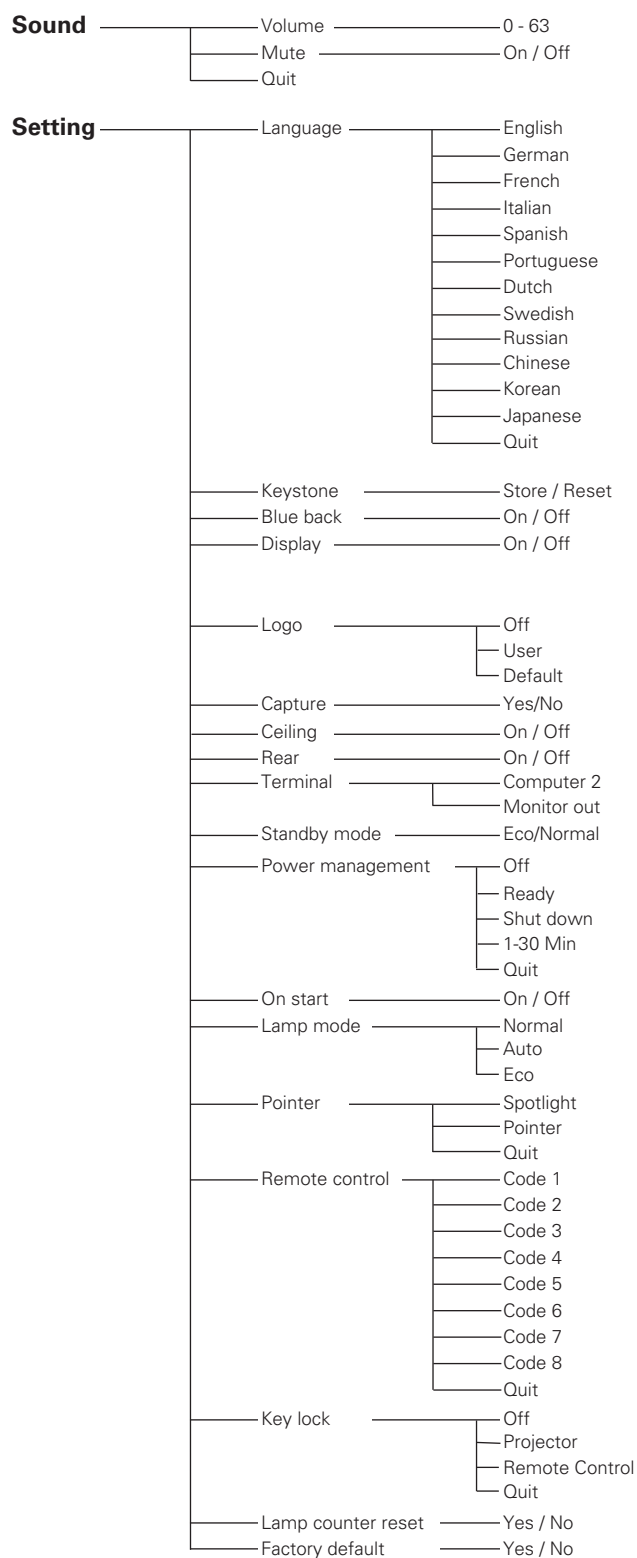 Sound Volume 0 - 63
Mute On / Off
Quit
Setting Language English
German
French
Italian
Spanish
Portuguese
Dutch
Swedish
Russian
Chinese
Korean
Japanese
Quit
Keystone Store / Reset
Blue back On / Off
Display On / Off
Logo Off
User
Default
Capture Yes/No
Ceiling On / Off
Rear On / Off
Terminal Computer 2
Monitor out
Standby mode Eco/Normal
Power management Off
Ready
Shut down
1-30 Min
Quit
On start On / Off
Lamp mode Normal
Auto
Eco
Pointer Spotlight
Pointer
Quit
Remote control Code 1
Code 2
Code 3
Code 4
Code 5
Code 6
Code 7
Code 8
Quit
Key lock Off
Projector
Remote Control
Quit
Lamp counter reset Yes / No
Factory default Yes / No